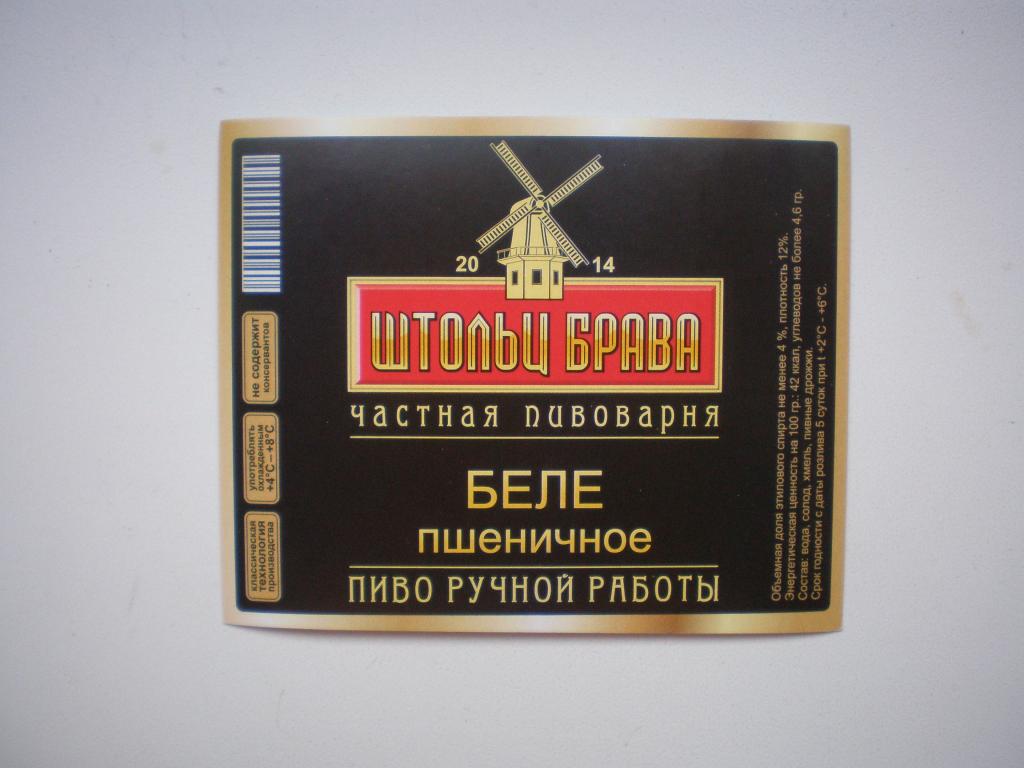 20 14
ШТОЛЬЦ БРАВА
частная пивоварня
БЕЛЕ
пшеничное
ПИВО РУЧНОЙ РАБОТЫ
не содержит
консервантов
употреблять
охлажденным
+4°С – +8°С
классическая
технология
производства
Объемная доля этилового спирта не менее 4 %, плотность 12%.
Энергетическая ценность на 100 гр.: 42 ккал, углеводов не более 4,6 гр.
Состав: вода, солод, хмель, пивные дрожжи.
Срок годности с даты розлива 5 суток при t +2°С - +6°С.